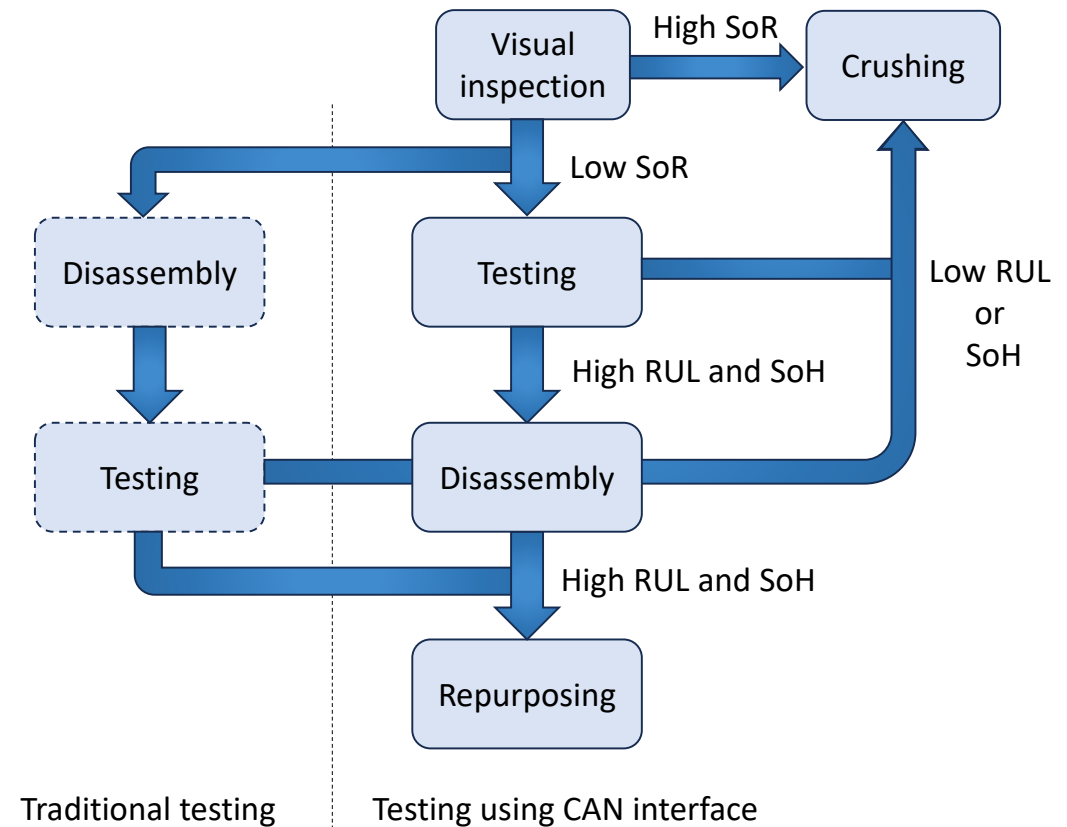 Visual
inspection
High SoR
Crushing
Low SoR
Disassembly
Testing
Low RUL
or
SoH
High RUL and SoH
Testing
Disassembly
High RUL and SoH
Repurposing
Traditional testing
Testing using CAN interface